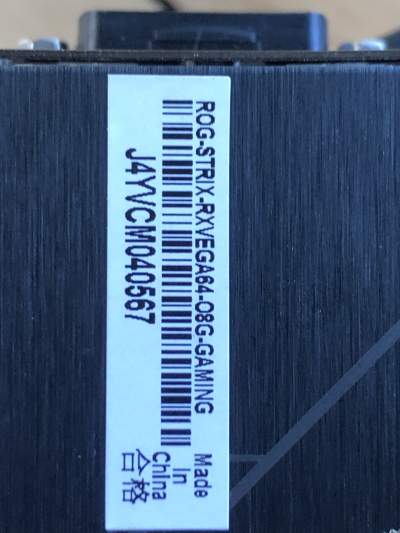 ROG-STRIX-RXVEGA64-O8G-GAMING
J4YVCM040567
Made
In
China
合格